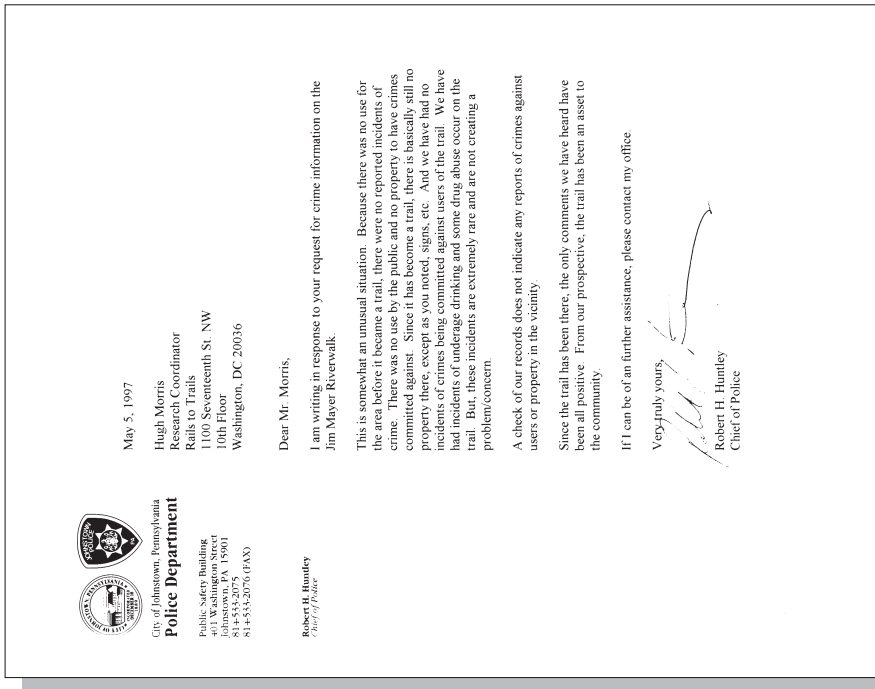 CITY OF JOHNSTOWN PENNSYLVANIA
JOHNSTOWN
POLICE
PA
City of Johnstown, Pennsylvania
Police Department
Public Safety Building
401 Washington Street
Johnstown, PA 15901
814-533-2075
814-533-2076 (FAX)
Robert H. Huntley
Chief of Police
May 5, 1997
Hugh Morris
Research Coordinator
Rails to Trails
1100 Seventeenth St. NW
10th Floor
Washington, DC 20036
Dear Mr. Morris,
I am writing in response to your request for crime information on the
Jim Mayer Riverwalk.
This is somewhat an unusual situation. Because there was no use for
the area before it became a trail, there were no reported incidents of
crime. There was no use by the public and no property to have crimes
committed against. Since it has become a trail, there is basically still no
property there, except as you noted, signs, etc. And we have had no
incidents of crimes being committed against users of the trail. We have
had incidents of underage drinking and some drug abuse occur on the
trail. But, these incidents are extremely rare and are not creating a
problem/concern.
A check of our records does not indicate any reports of crimes against
users or property in the vicinity.
Since the trail has been there, the only comments we have heard have
been all positive. From our prospective, the trail has been an asset to
the community.
If I can be of an further assistance, please contact my office.
Very truly yours,
Robert H. Huntley
Chief of Police